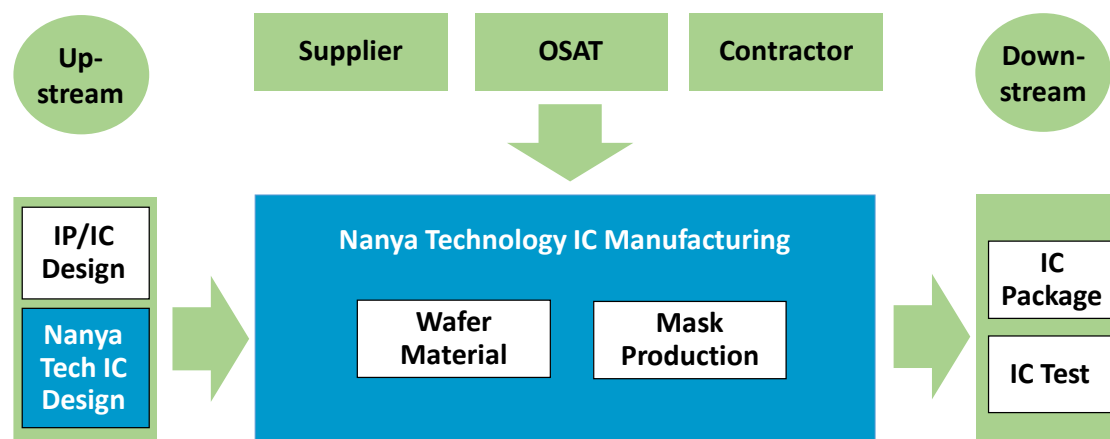 Up-
stream
Supplier
OSAT
Contractor
Down-
stream
IP/IC
Design
Nanya
Tech IC
Design
Nanya Technology IC Manufacturing
Wafer
Material
Mask
Production
IC
Package
IC Test